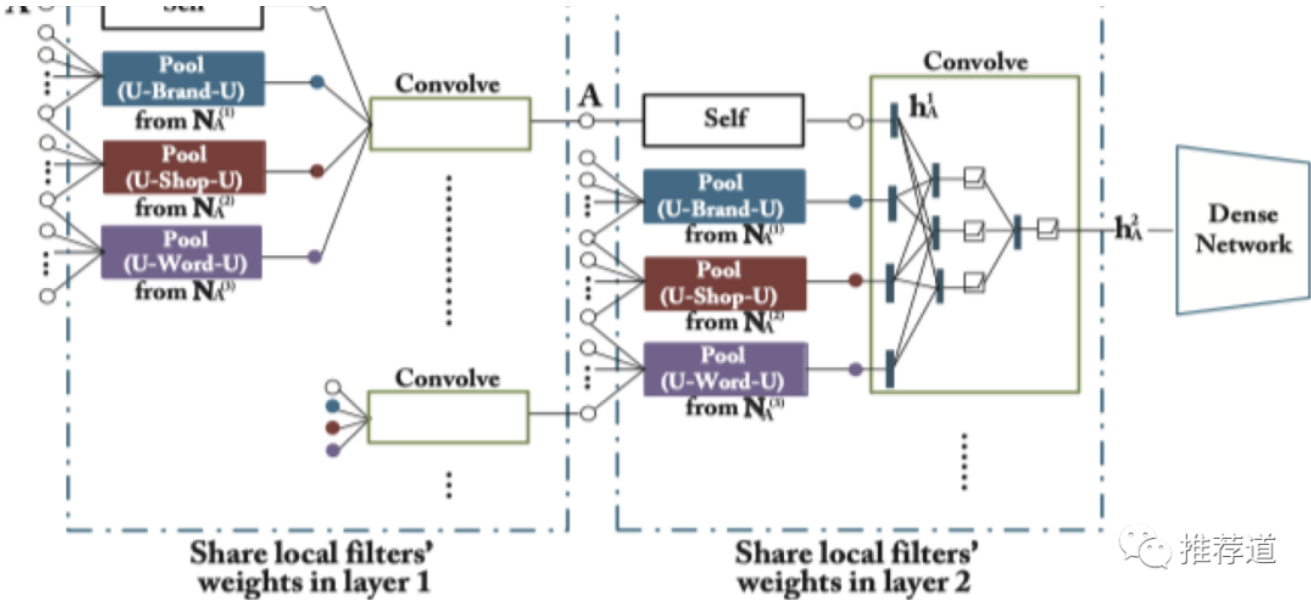 A
Self
Pool
(U-Brand-U)
from N_A^(1)
Pool
(U-Shop-U)
from N_A^(2)
Pool
(U-Word-U)
from N_A^(3)
Convolve
Convolve
Share local filters'
weights in layer 1
A
Self
Pool
(U-Brand-U)
from N_A^(1)
Pool
(U-Shop-U)
from N_A^(2)
Pool
(U-Word-U)
from N_A^(3)
Convolve
h_A^1
h_A^2
Share local filters'
weights in layer 2
Dense
Network
推荐道